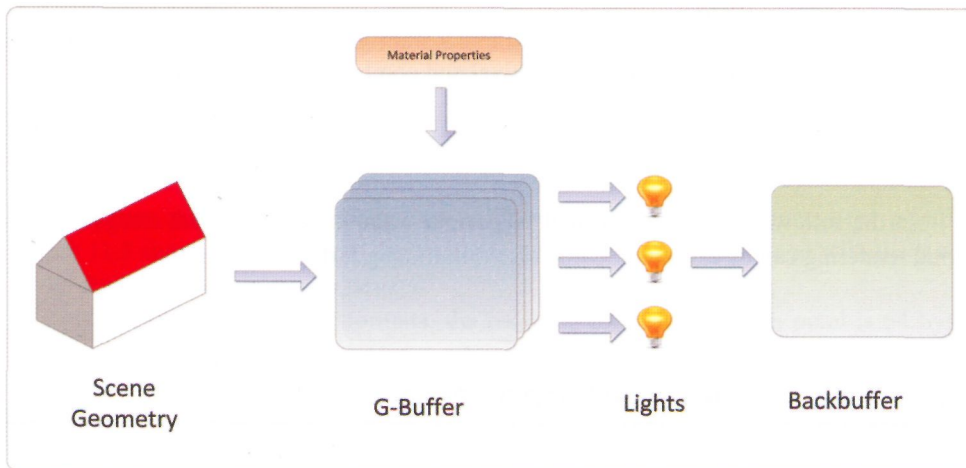 Material Properties
Scene
Geometry
G-Buffer
Lights
Backbuffer